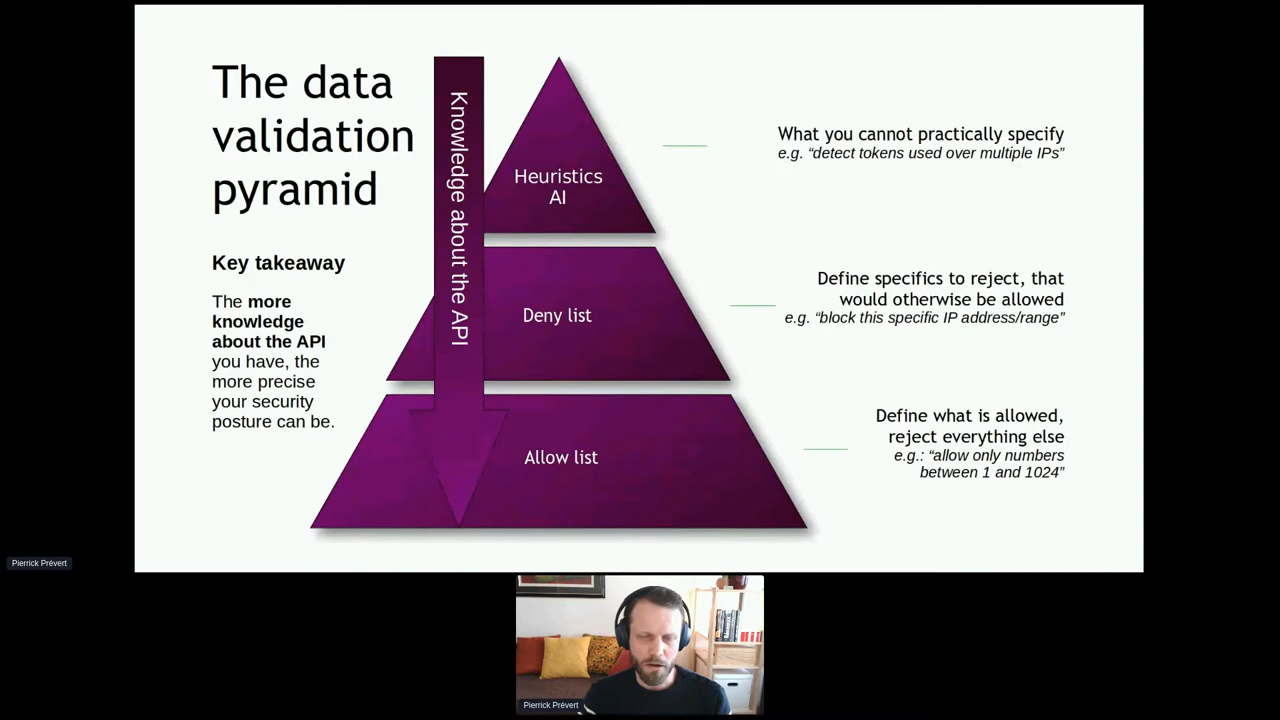 The data
validation
pyramid
Key takeaway
The more
knowledge
about the API
you have, the
more precise
your security
posture can be.
Knowledge about the API
Heuristics
AI
What you cannot practically specify
e.g. “detect tokens used over multiple IPs”
Deny list
Define specifics to reject, that
would otherwise be allowed
e.g. “block this specific IP address/range”
Allow list
Define what is allowed,
reject everything else
e.g.: “allow only numbers
between 1 and 1024”
Pierrick Prévert
Pierrick Prévert